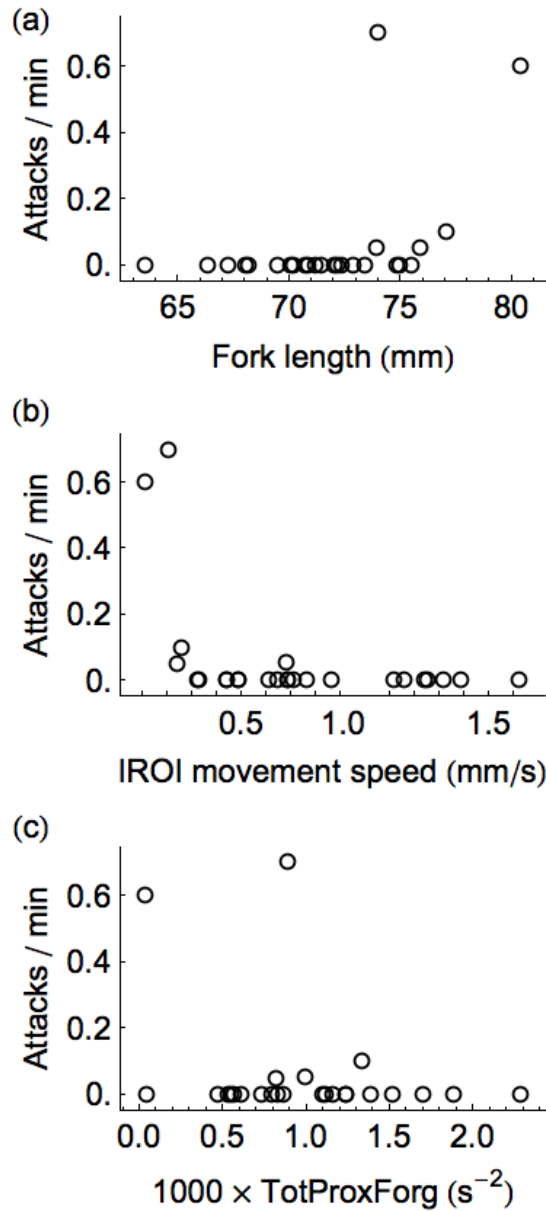 (a)
Attacks / min
0.6
0.4
0.2
0.
65 70 75 80
Fork length (mm)
(b)
Attacks / min
0.6
0.4
0.2
0.
0.5 1.0 1.5
IROI movement speed (mm/s)
(c)
Attacks / min
0.6
0.4
0.2
0.
0.0 0.5 1.0 1.5 2.0
1000 × TotProxForg (s⁻²)